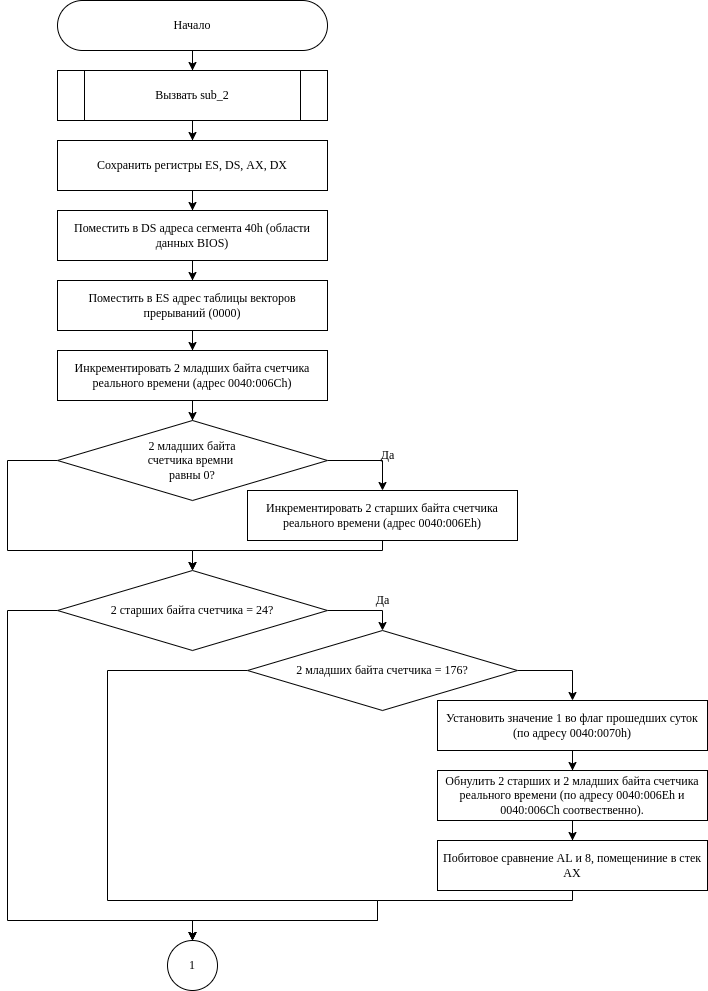 Начало
Вызвать sub_2
Сохранить регистры ES, DS, AX, DX
Поместить в DS адреса сегмента 40h (области
данных BIOS)
Поместить в ES адрес таблицы векторов
прерываний (0000)
Инкрементировать 2 младших байта счетчика
реального времени (адрес 0040:006Ch)
2 младших байта
счетчика времни
равны 0?
Да
Инкрементировать 2 старших байта счетчика
реального времени (адрес 0040:006Eh)
2 старших байта счетчика = 24?
Да
2 младших байта счетчика = 176?
Установить значение 1 во флаг прошедших суток
(по адресу 0040:0070h)
Обнулить 2 старших и 2 младших байта счетчика
реального времени (по адресу 0040:006Eh и
0040:006Ch соотвественно).
Побитовое сравнение AL и 8, помещениние в стек
AX
1